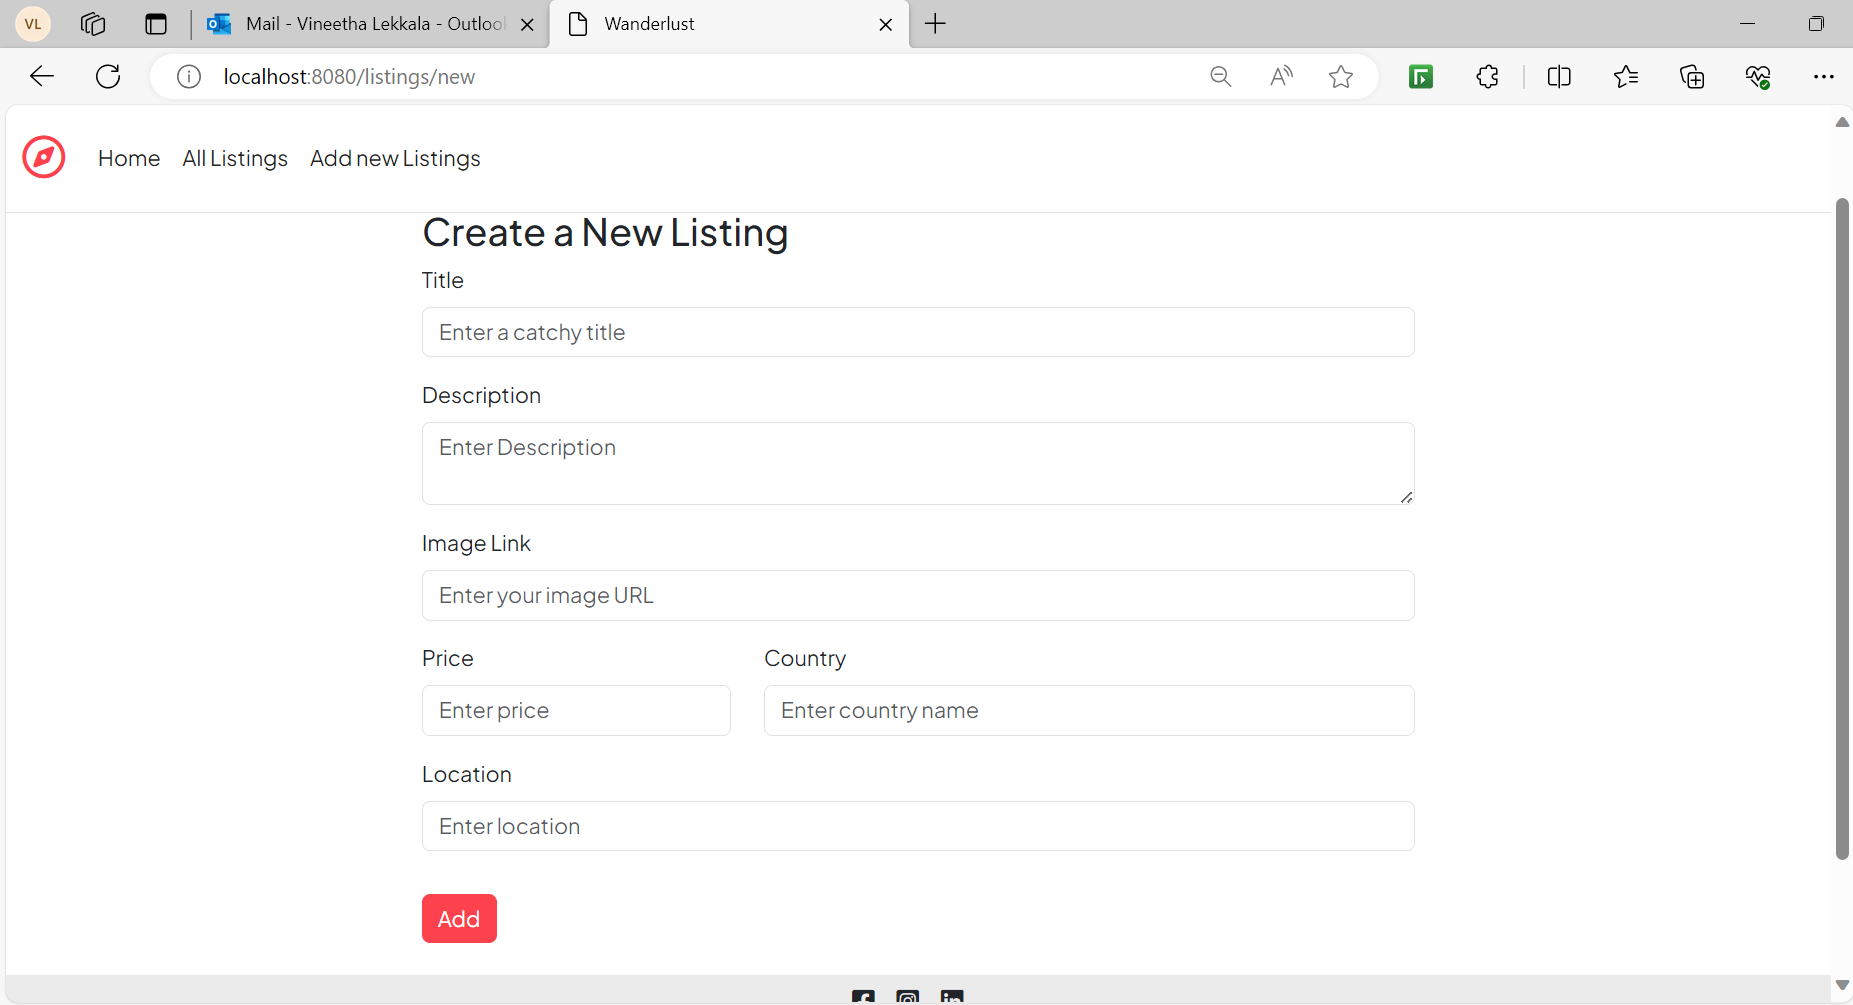 VL
Mail - Vineetha Lekkala - Outloo
Wanderlust
localhost:8080/listings/new
Home
All Listings
Add new Listings
Create a New Listing
Title
Enter a catchy title
Description
Enter Description
Image Link
Enter your image URL
Price
Country
Enter price
Enter country name
Location
Enter location
Add